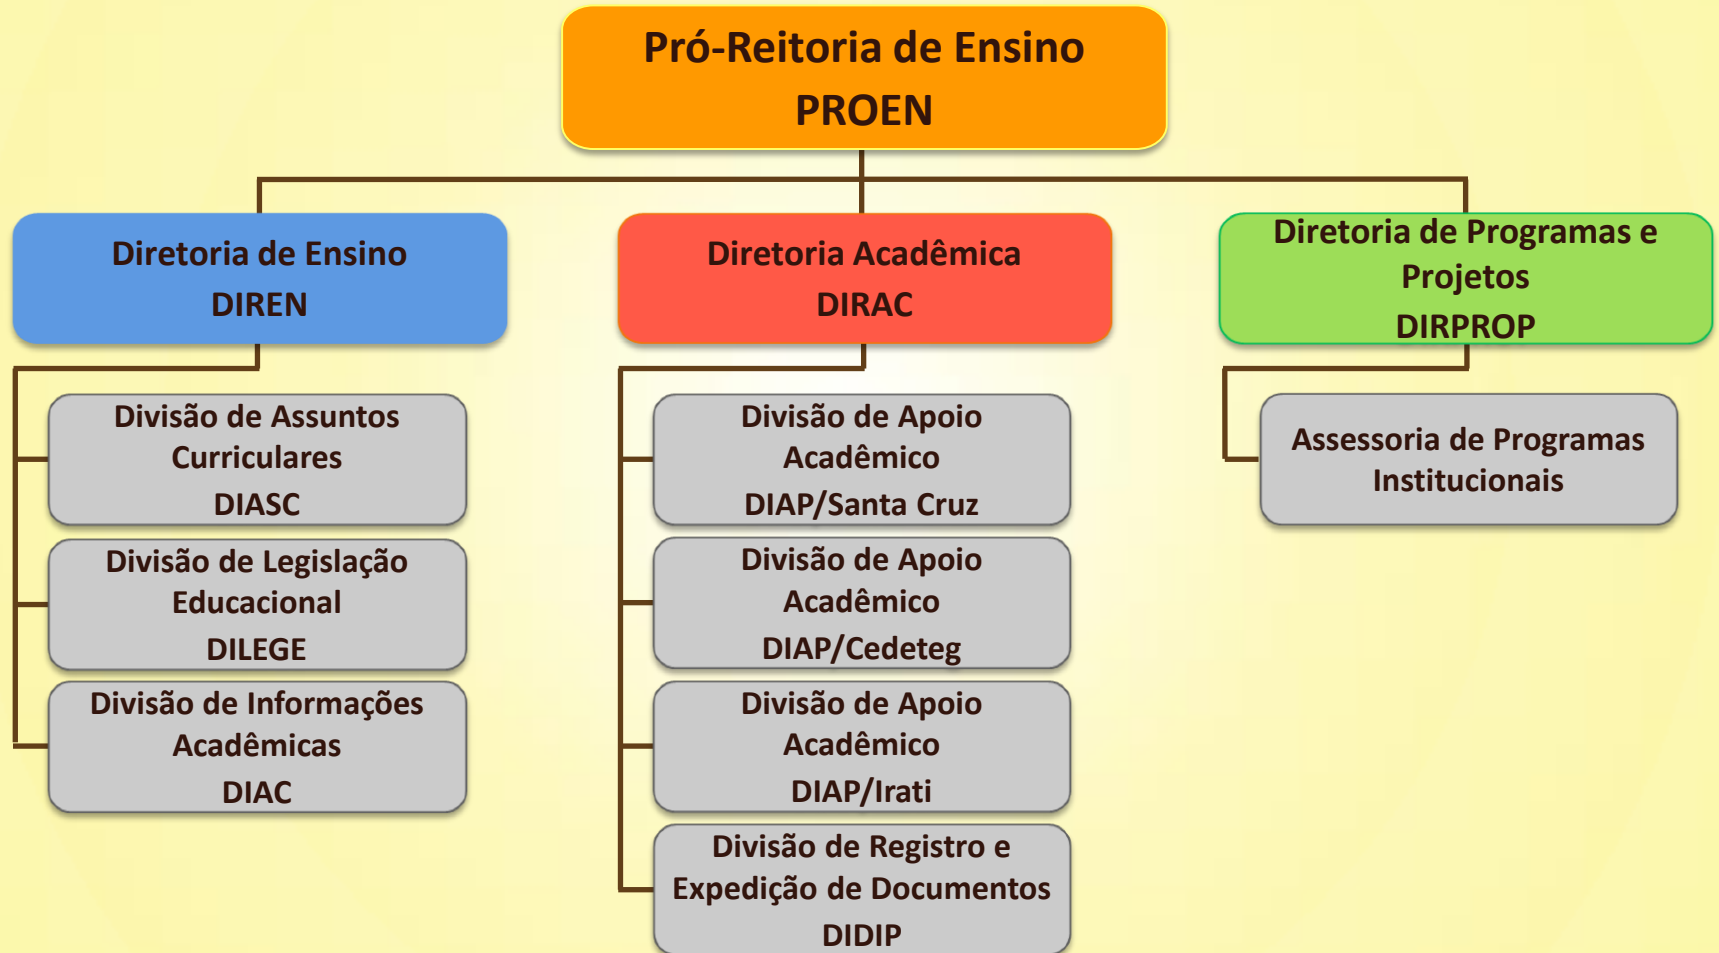 Pró-Reitoria de Ensino
PROEN
Diretoria de Ensino
DIREN
Divisão de Assuntos
Curriculares
DIASC
Divisão de Legislação
Educacional
DILEGE
Divisão de Informações
Acadêmicas
DIAC
Diretoria Acadêmica
DIRAC
Divisão de Apoio
Acadêmico
DIAP/Santa Cruz
Divisão de Apoio
Acadêmico
DIAP/Cedeteg
Divisão de Apoio
Acadêmico
DIAP/Irati
Divisão de Registro e
Expedição de Documentos
DIDIP
Diretoria de Programas e
Projetos
DIRPROP
Assessoria de Programas
Institucionais